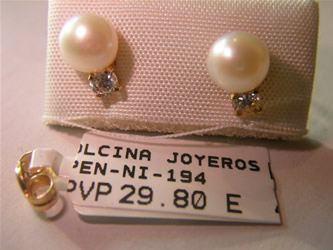 OLCINA JOYEROS
PEN-NI-194
PVP 29.80 E